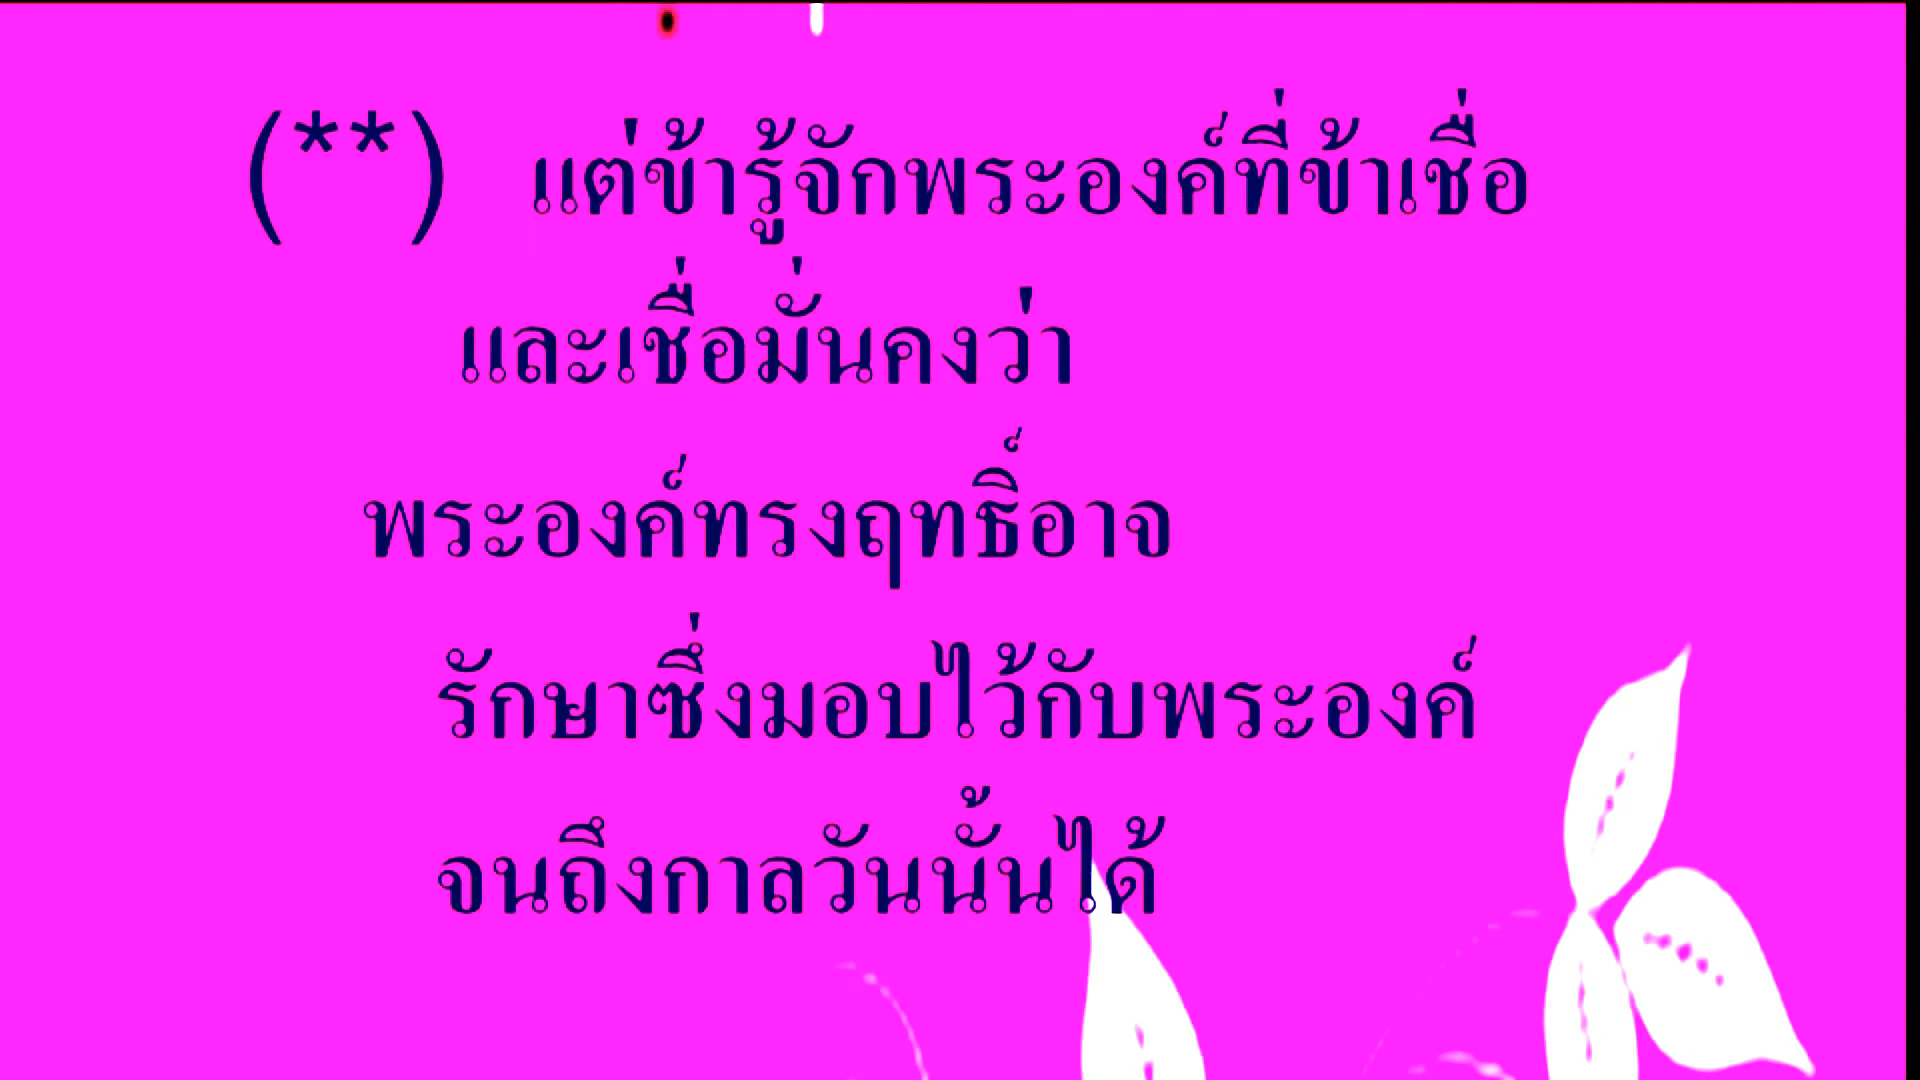 (**) แต่ข้ารู้จักพระองค์ที่ข้าเชื่อ
และเชื่อมั่นคงว่า
พระองค์ทรงฤทธิ์อาจ
รักษาซึ่งมอบไว้กับพระองค์
จนถึงกาลวันนั้นได้